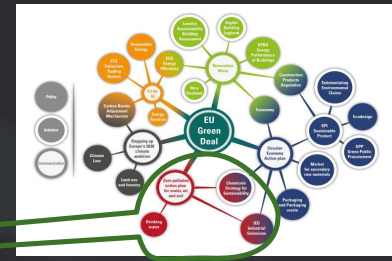 Level(s)
Sustainability
Building
Assessment
Digital
Building
Logbook
Renewable
Energy
EED
Energy
Efficiency
Renovation
Wave
EPBD
Energy
Performance
of Buildings
ETS
Emissions
Trading
System
New
Bauhaus
Construction
Products
Regulation
Substantiating
Environmental
Claims
Policy
Carbon Border
Adjustment
Mechanism
Energy
Taxation
Taxonomy
EU
Green
Deal
SPI
Sustainable
Product
Ecodesign
Initiative
Stepping up
Europe's 2030
climate
ambition
Circular
Economy
Action plan
GPP
Green Public
Procurement
Communication
Climate
Law
Market
for secondary
raw materials
Land use
and forestry
Zero pollution
action plan
for water, air
and soil
Chemicals
Strategy for
Sustainability
Packaging
and Packaging
waste
Drinking
water
IED
Industrial
Emissions